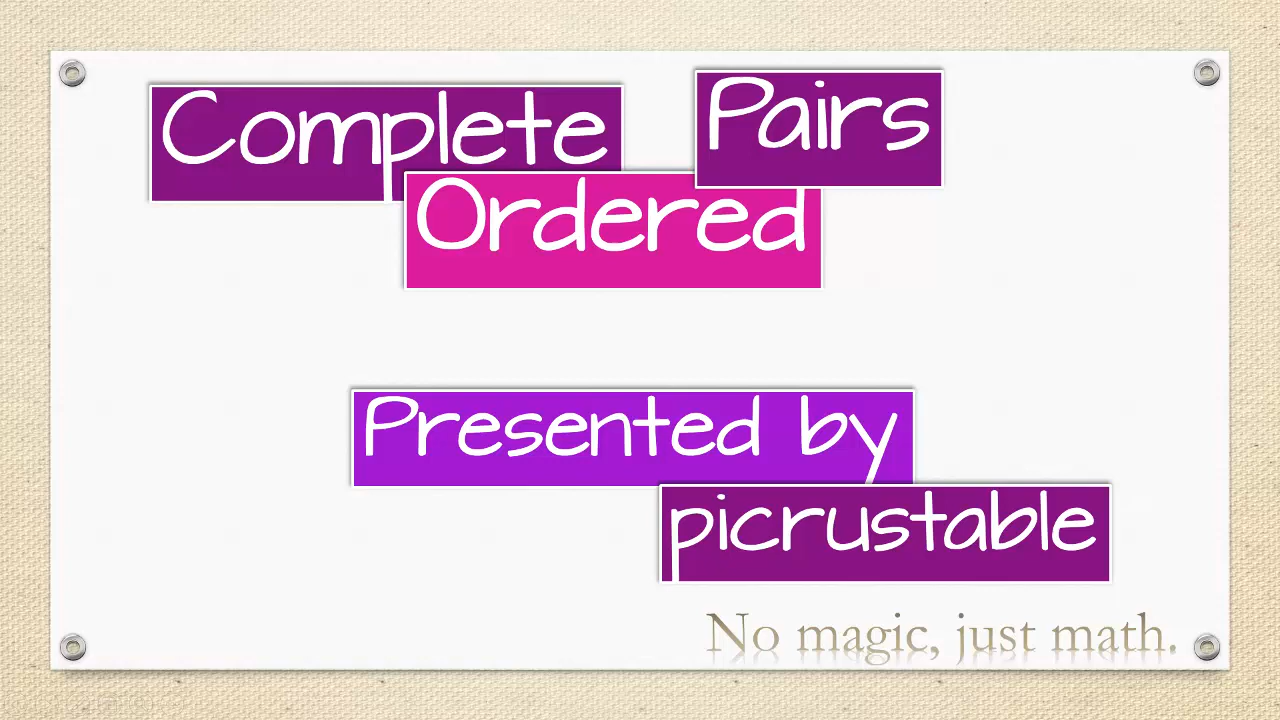 Complete
Ordered
Pairs
Presented by
picrustable
No magic, just math.